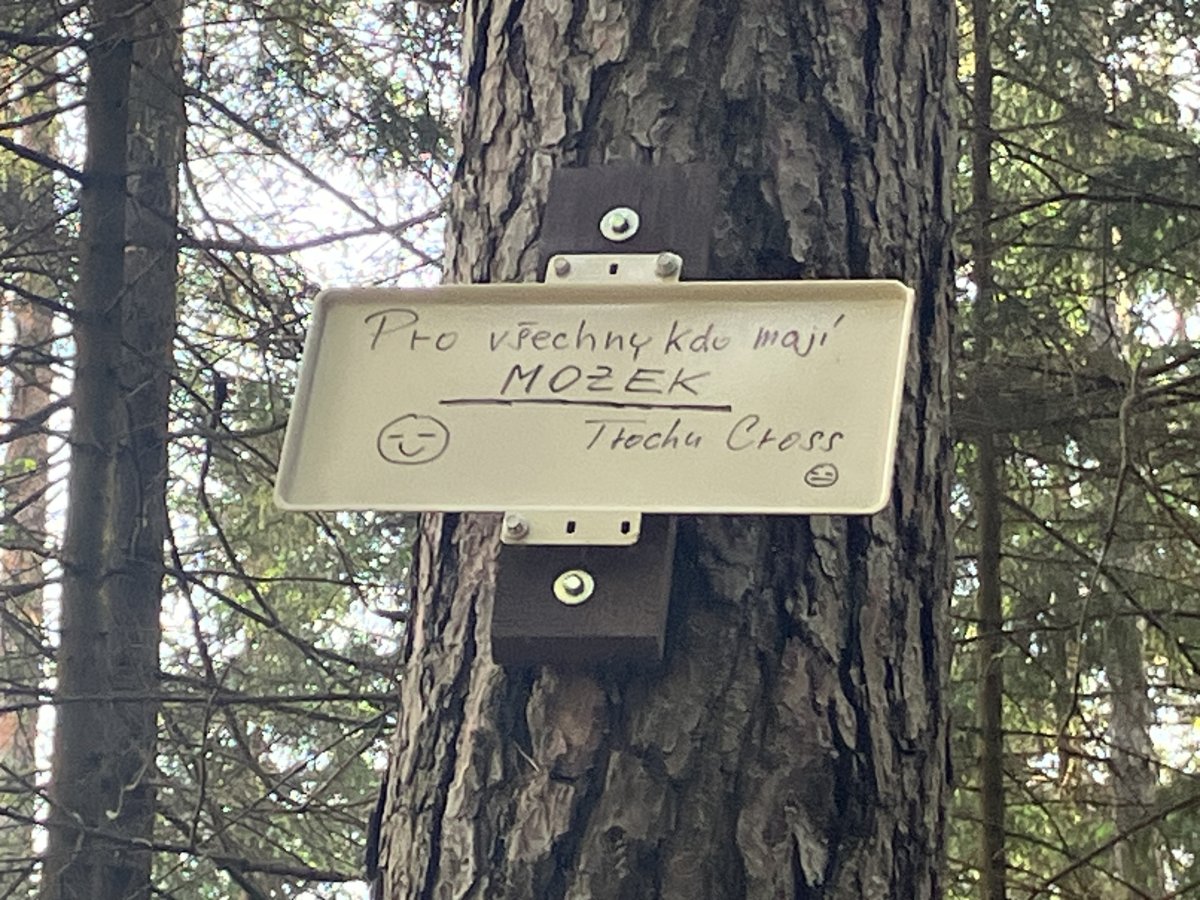 Pro všechny kdo mají
MOZEK
Trochu Cross